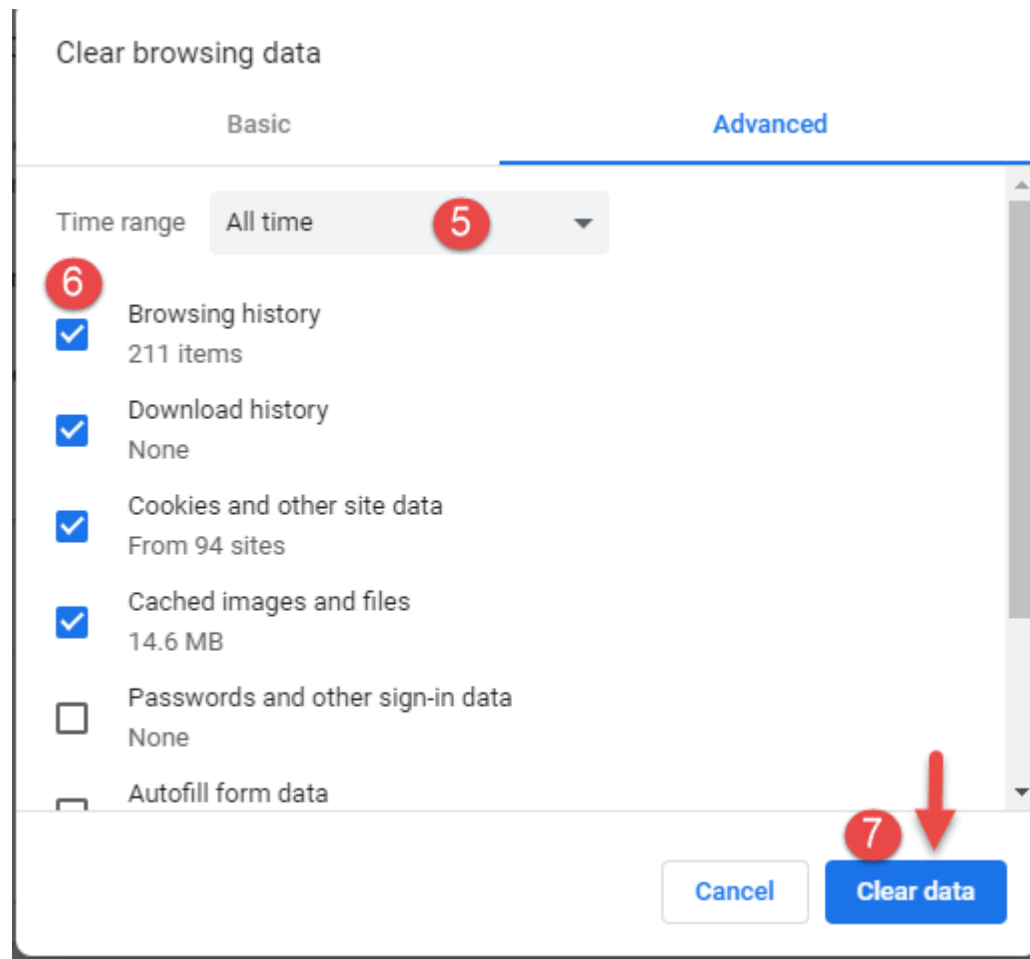 Clear browsing data
Basic Advanced
Time range All time 5
6
Browsing history
211 items
Download history
None
Cookies and other site data
From 94 sites
Cached images and files
14.6 MB
Passwords and other sign-in data
None
Autofill form data
7
Cancel Clear data